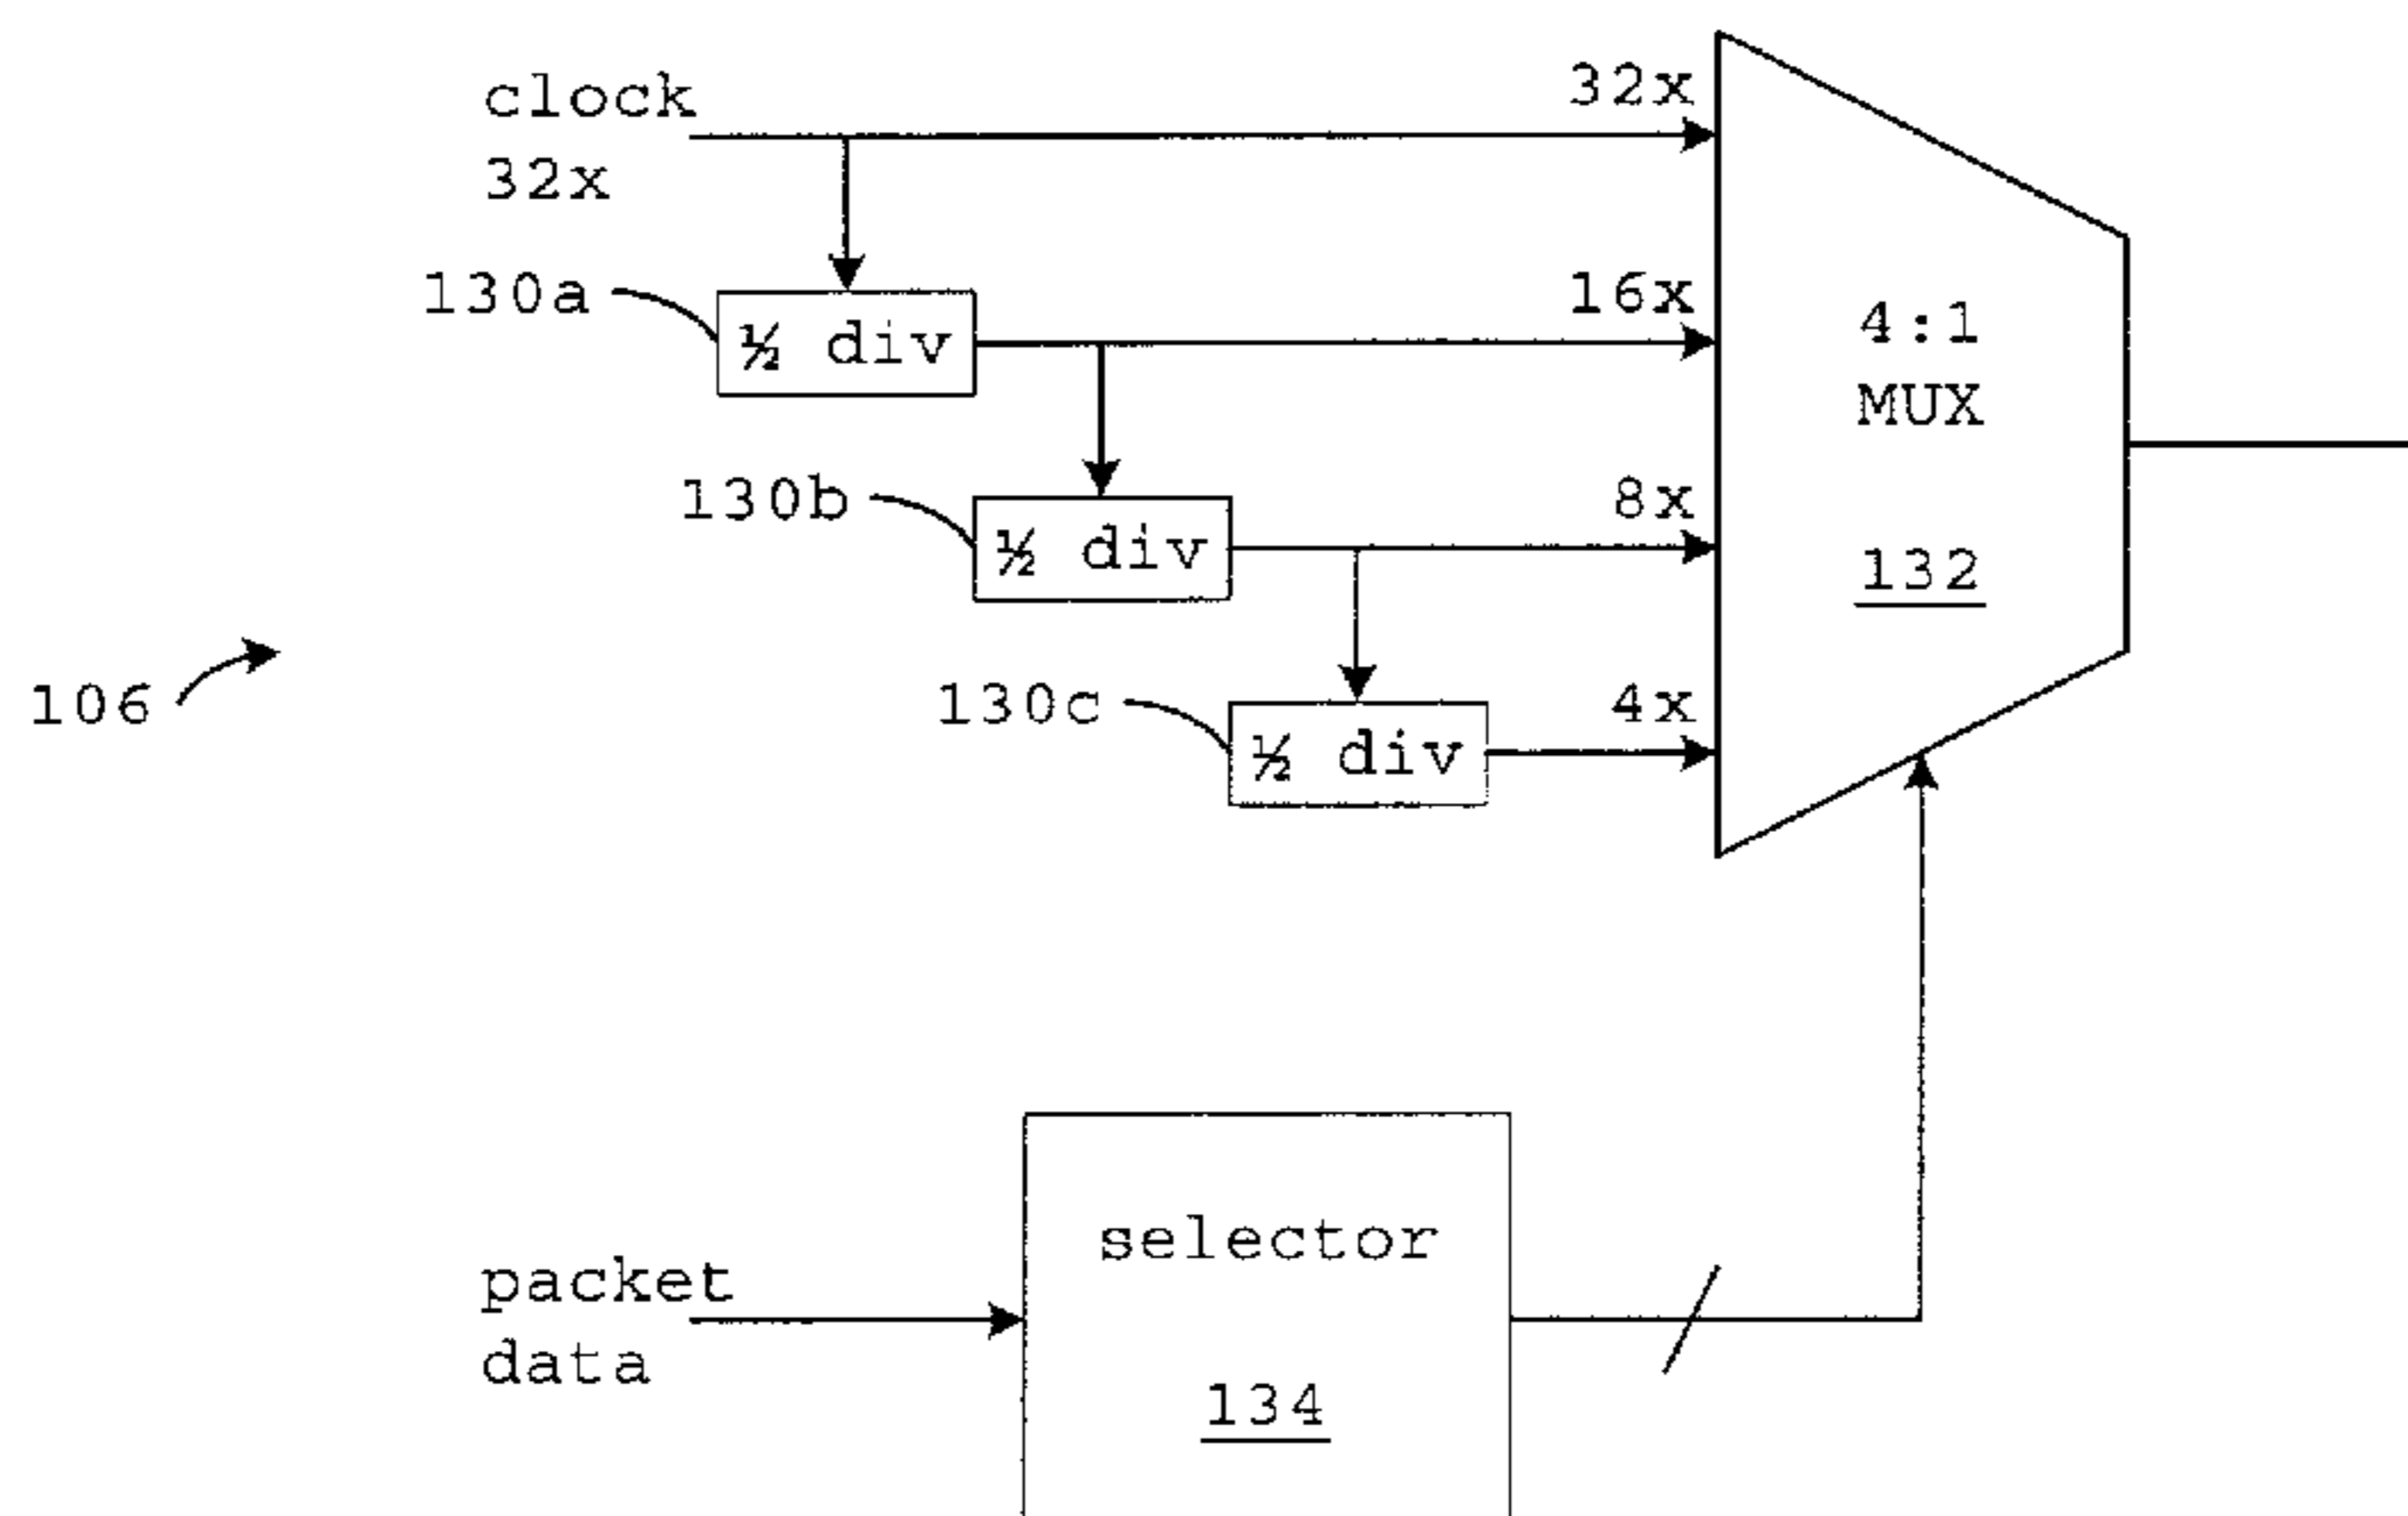 clock
32x
32x
130a
½ div
16x
4:1
MUX
130b
½ div
8x
132
106
130c
½ div
4x
selector
packet
data
134